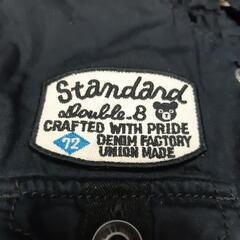 Standard
Double.B
CRAFTED WITH PRIDE
72 DENIM FACTORY
UNION MADE